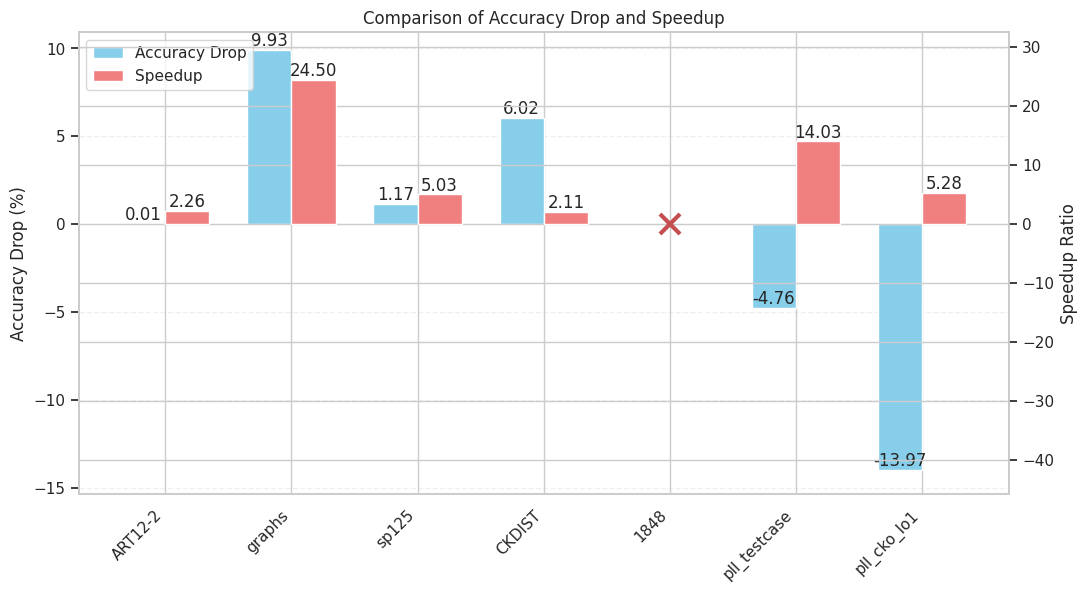 Comparison of Accuracy Drop and Speedup
Accuracy Drop
Speedup
Accuracy Drop (%)
10
5
0
−5
−10
−15
0.01
2.26
9.93
24.50
1.17
5.03
6.02
2.11
-4.76
14.03
-13.97
5.28
30
20
10
0
−10
−20
−30
−40
Speedup Ratio
ART12-2
graphs
sp125
CKDIST
1848
pll_testcase
pll_cko_lo1